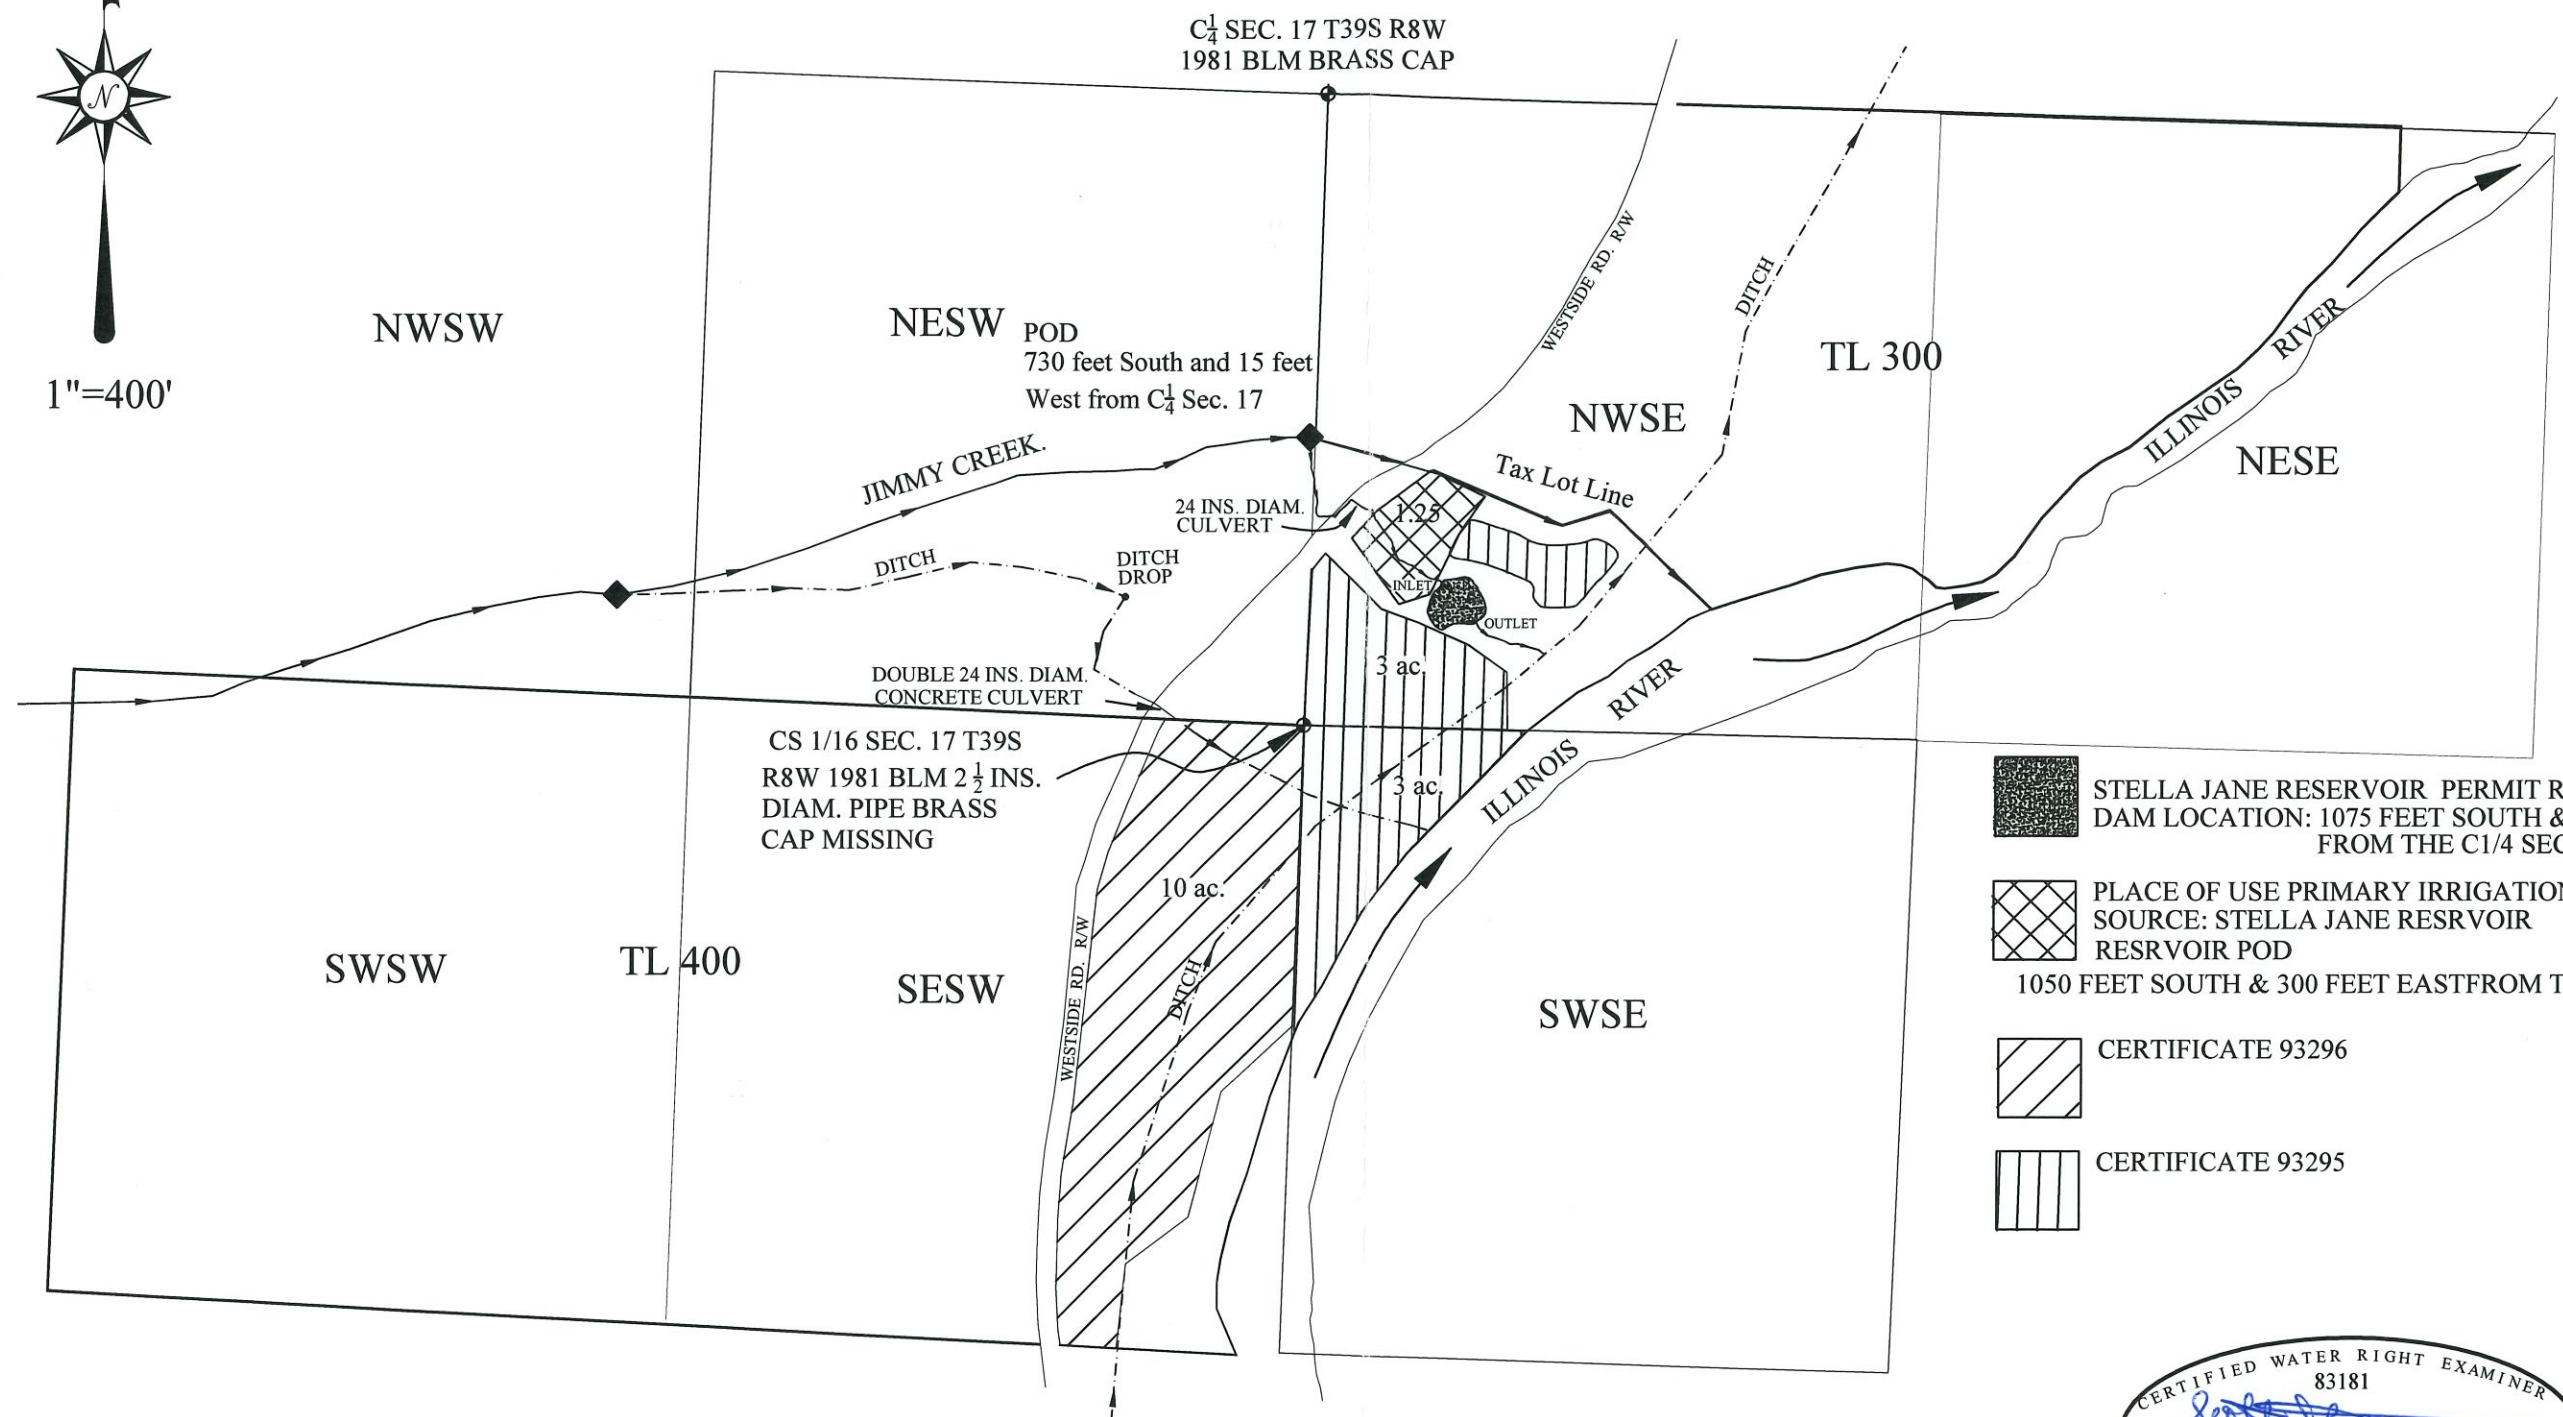 C¼ SEC. 17 T39S R8W
1981 BLM BRASS CAP
N
1"=400'
NWSW
NESW
POD
730 feet South and 15 feet
West from C¼ Sec. 17
WESTSIDE RD. R/W
DITCH
TL 300
NWSE
NESE
ILLINOIS RIVER
JIMMY CREEK.
Tax Lot Line
24 INS. DIAM.
CULVERT
1.25
DITCH
DITCH
DROP
INLET
OUTLET
DOUBLE 24 INS. DIAM.
CONCRETE CULVERT
3 ac.
ILLINOIS RIVER
CS 1/16 SEC. 17 T39S
R8W 1981 BLM 2 ½ INS.
DIAM. PIPE BRASS
CAP MISSING
3 ac.
10 ac.
WESTSIDE RD. R/W
DITCH
SWSW
TL 400
SESW
SWSE
STELLA JANE RESERVOIR PERMIT R
DAM LOCATION: 1075 FEET SOUTH &
FROM THE C1/4 SEC
PLACE OF USE PRIMARY IRRIGATION
SOURCE: STELLA JANE RESRVOIR
RESRVOIR POD
1050 FEET SOUTH & 300 FEET EASTFROM T
CERTIFICATE 93296
CERTIFICATE 93295
CERTIFIED WATER RIGHT EXAMINER
83181